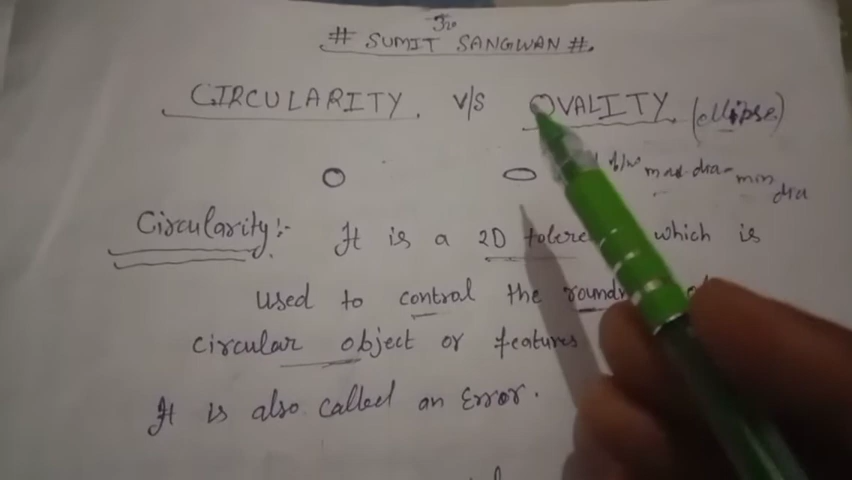 # SUMIT SANGWAN #.
CIRCULARITY. V/S OVALITY. (ellipse)
b/w max. dia - min dia
Circularity:- It is a 2D which is
used to control the
circular object or features
It is also called an Error.